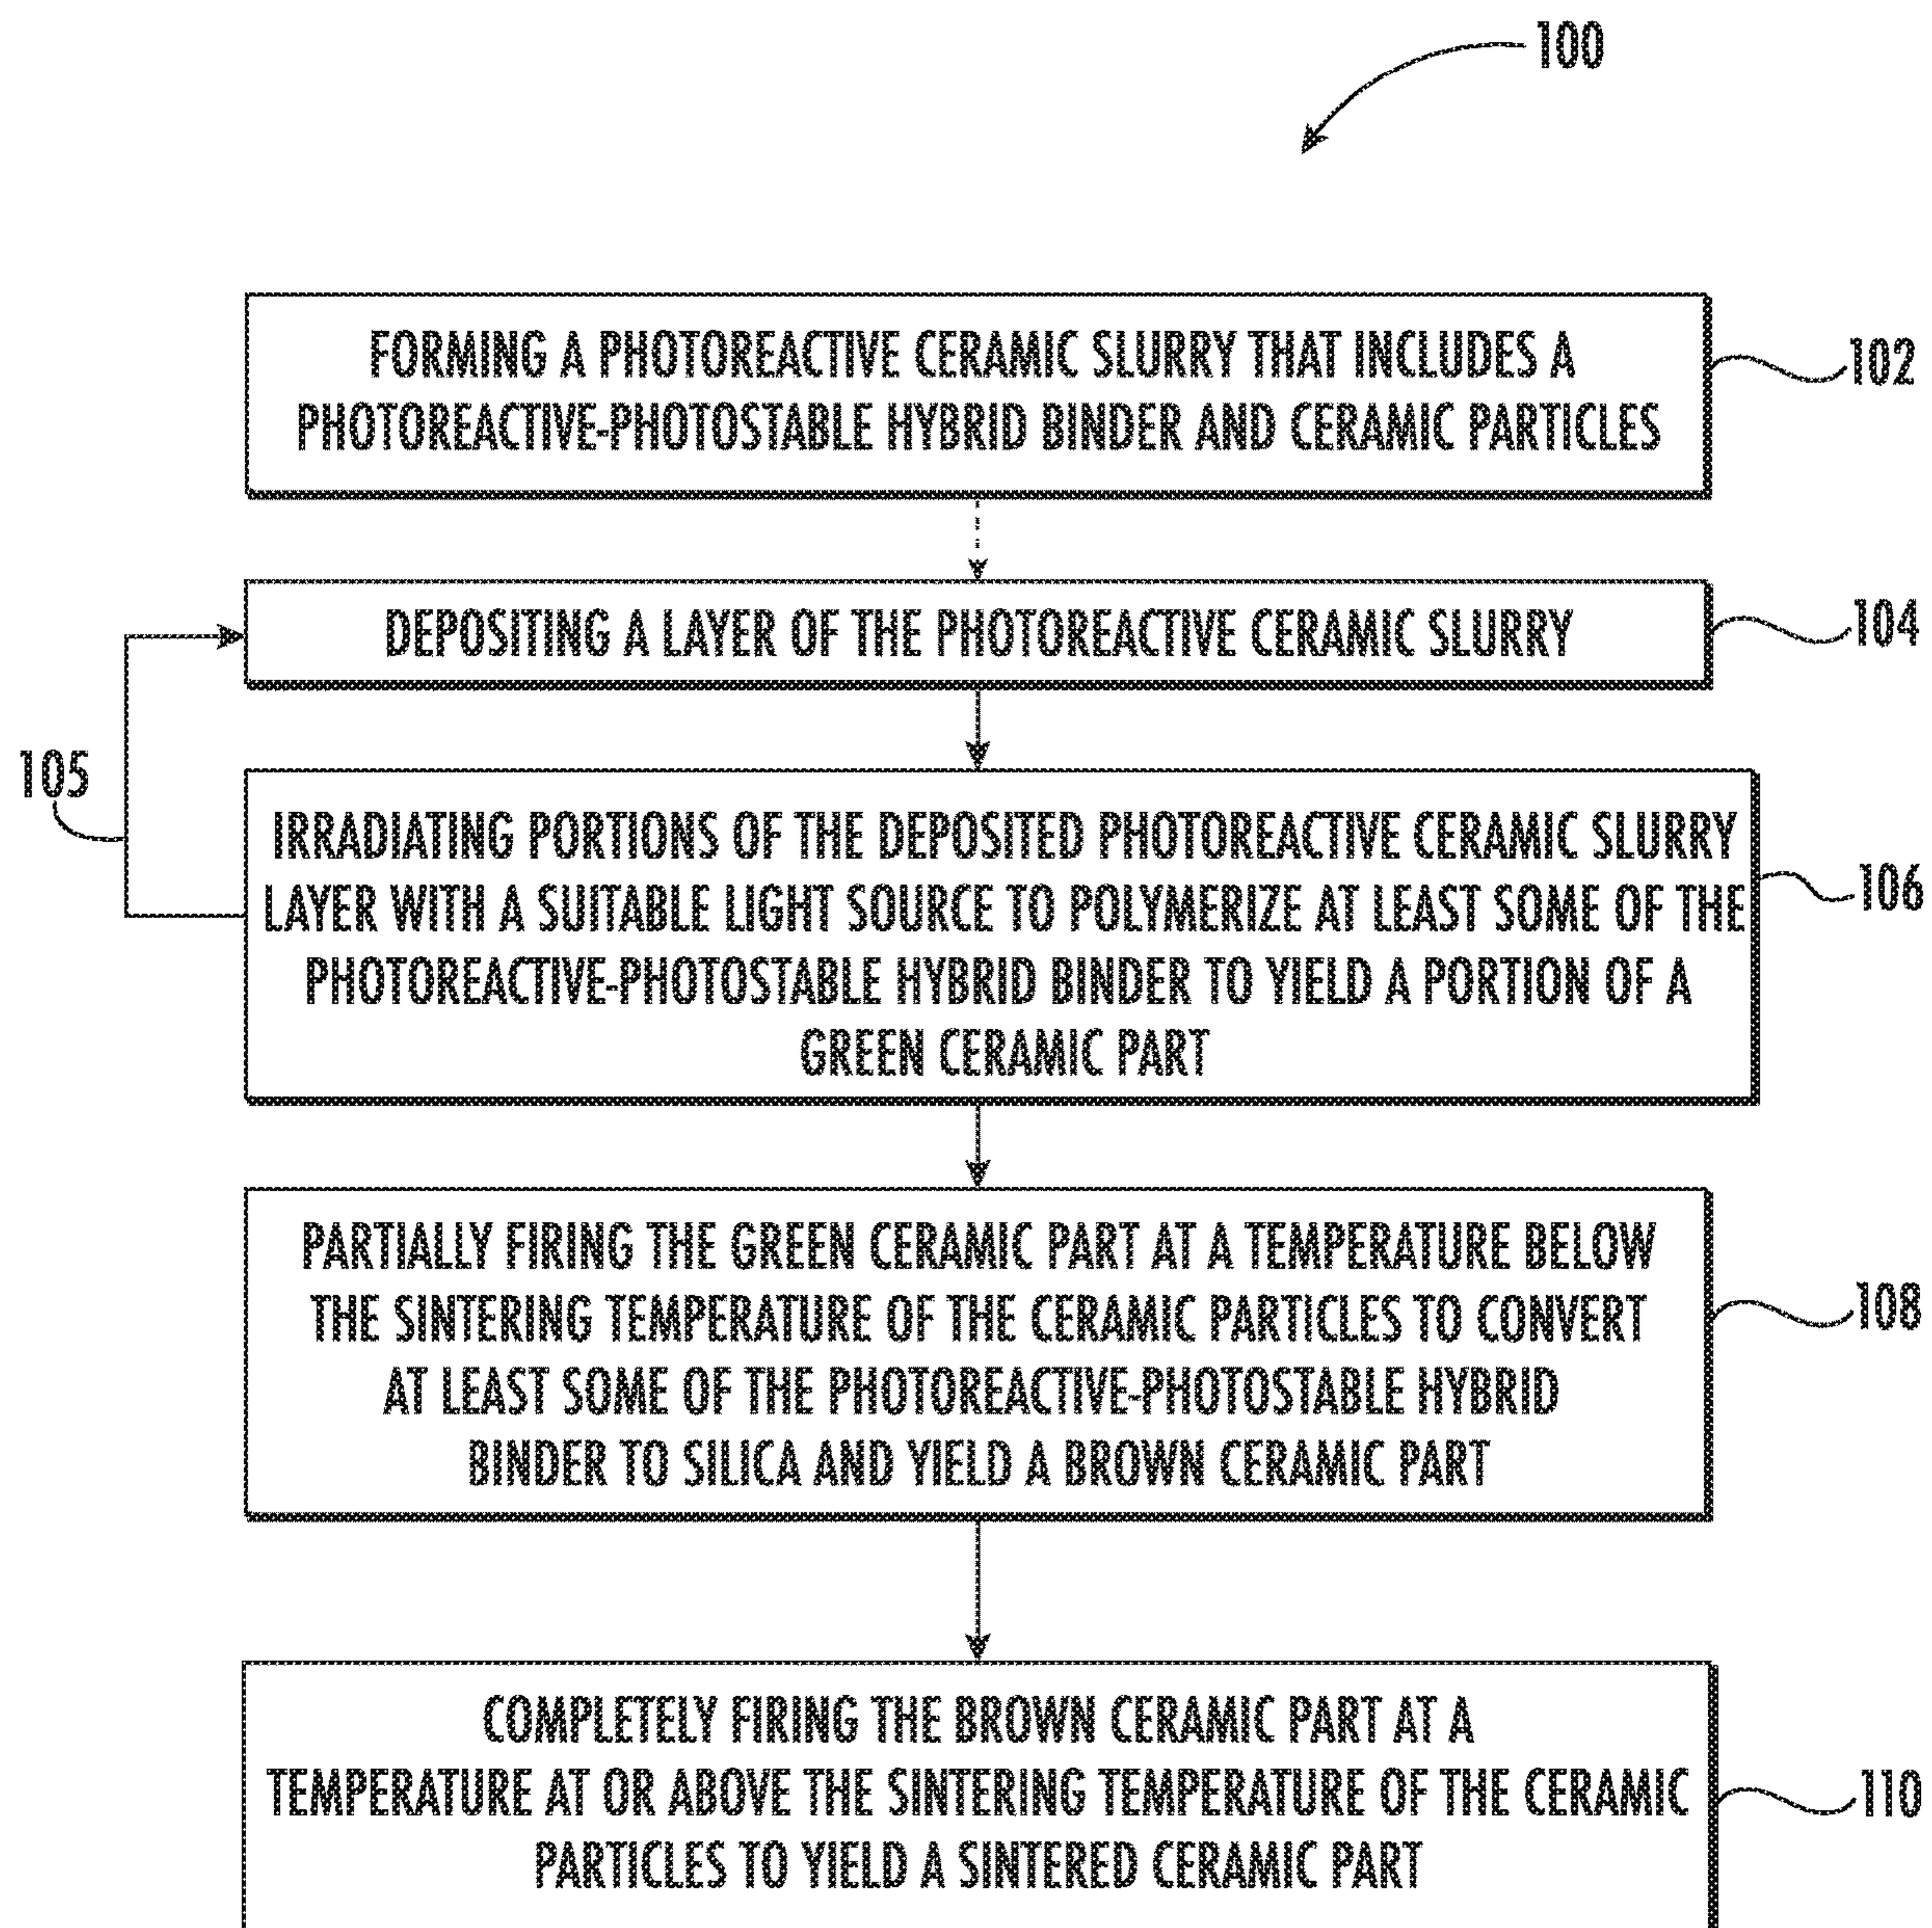 100
FORMING A PHOTOREACTIVE CERAMIC SLURRY THAT INCLUDES A
PHOTOREACTIVE-PHOTOSTABLE HYBRID BINDER AND CERAMIC PARTICLES
102
DEPOSITING A LAYER OF THE PHOTOREACTIVE CERAMIC SLURRY
104
105
IRRADIATING PORTIONS OF THE DEPOSITED PHOTOREACTIVE CERAMIC SLURRY
LAYER WITH A SUITABLE LIGHT SOURCE TO POLYMERIZE AT LEAST SOME OF THE
PHOTOREACTIVE-PHOTOSTABLE HYBRID BINDER TO YIELD A PORTION OF A
GREEN CERAMIC PART
106
PARTIALLY FIRING THE GREEN CERAMIC PART AT A TEMPERATURE BELOW
THE SINTERING TEMPERATURE OF THE CERAMIC PARTICLES TO CONVERT
AT LEAST SOME OF THE PHOTOREACTIVE-PHOTOSTABLE HYBRID
BINDER TO SILICA AND YIELD A BROWN CERAMIC PART
108
COMPLETELY FIRING THE BROWN CERAMIC PART AT A
TEMPERATURE AT OR ABOVE THE SINTERING TEMPERATURE OF THE CERAMIC
PARTICLES TO YIELD A SINTERED CERAMIC PART
110